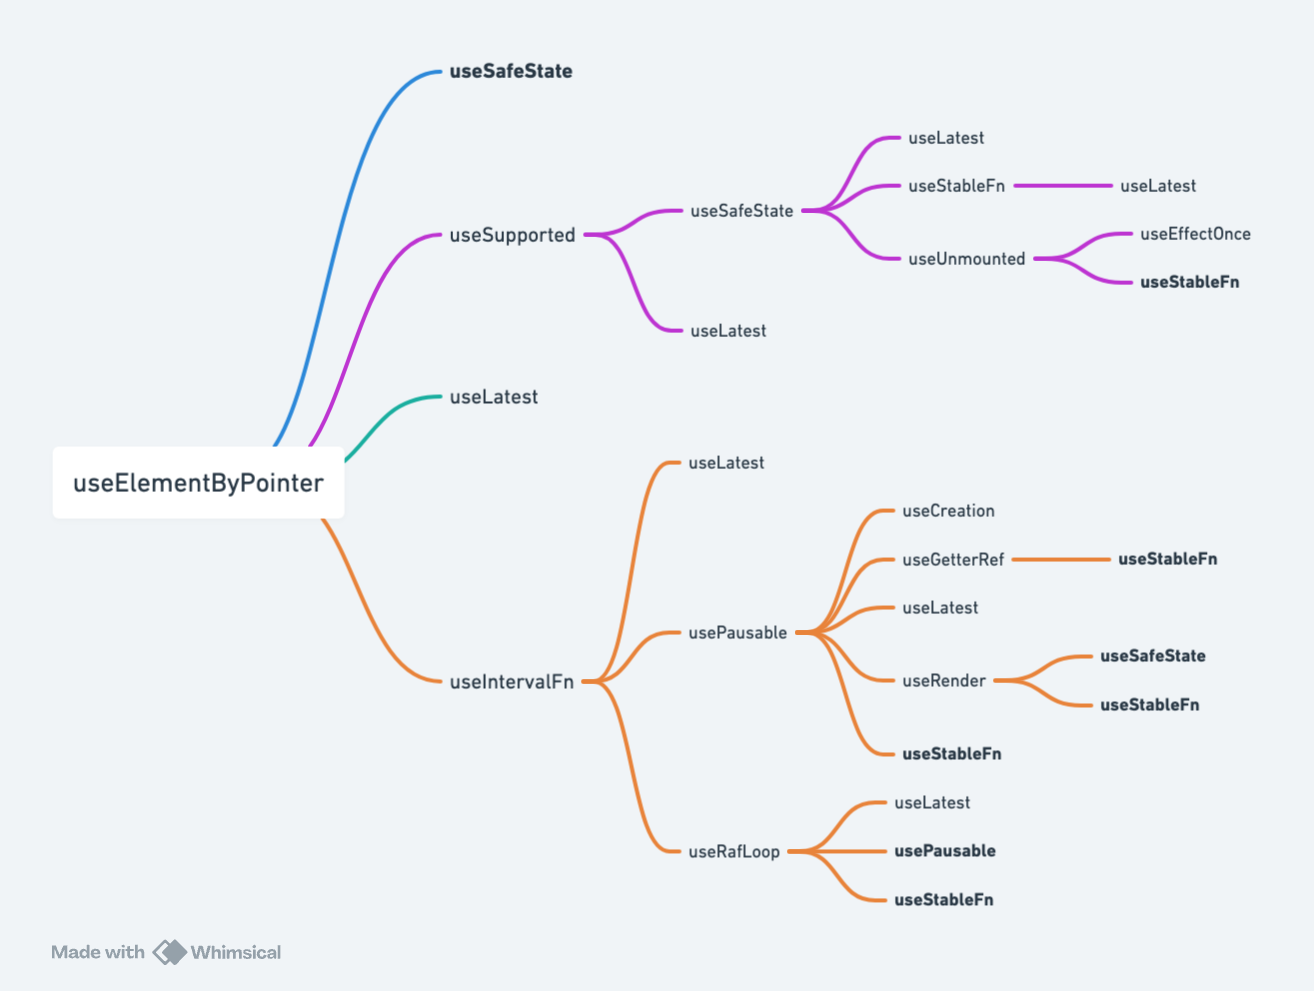 useSafeState
useLatest
useStableFn
useLatest
useSafeState
useSupported
useEffectOnce
useUnmounted
useStableFn
useLatest
useLatest
useElementByPointer
useLatest
useCreation
useGetterRef
useStableFn
useLatest
usePausable
useSafeState
useRender
useIntervalFn
useStableFn
useStableFn
useLatest
useRafLoop
usePausable
useStableFn
Made with Whimsical